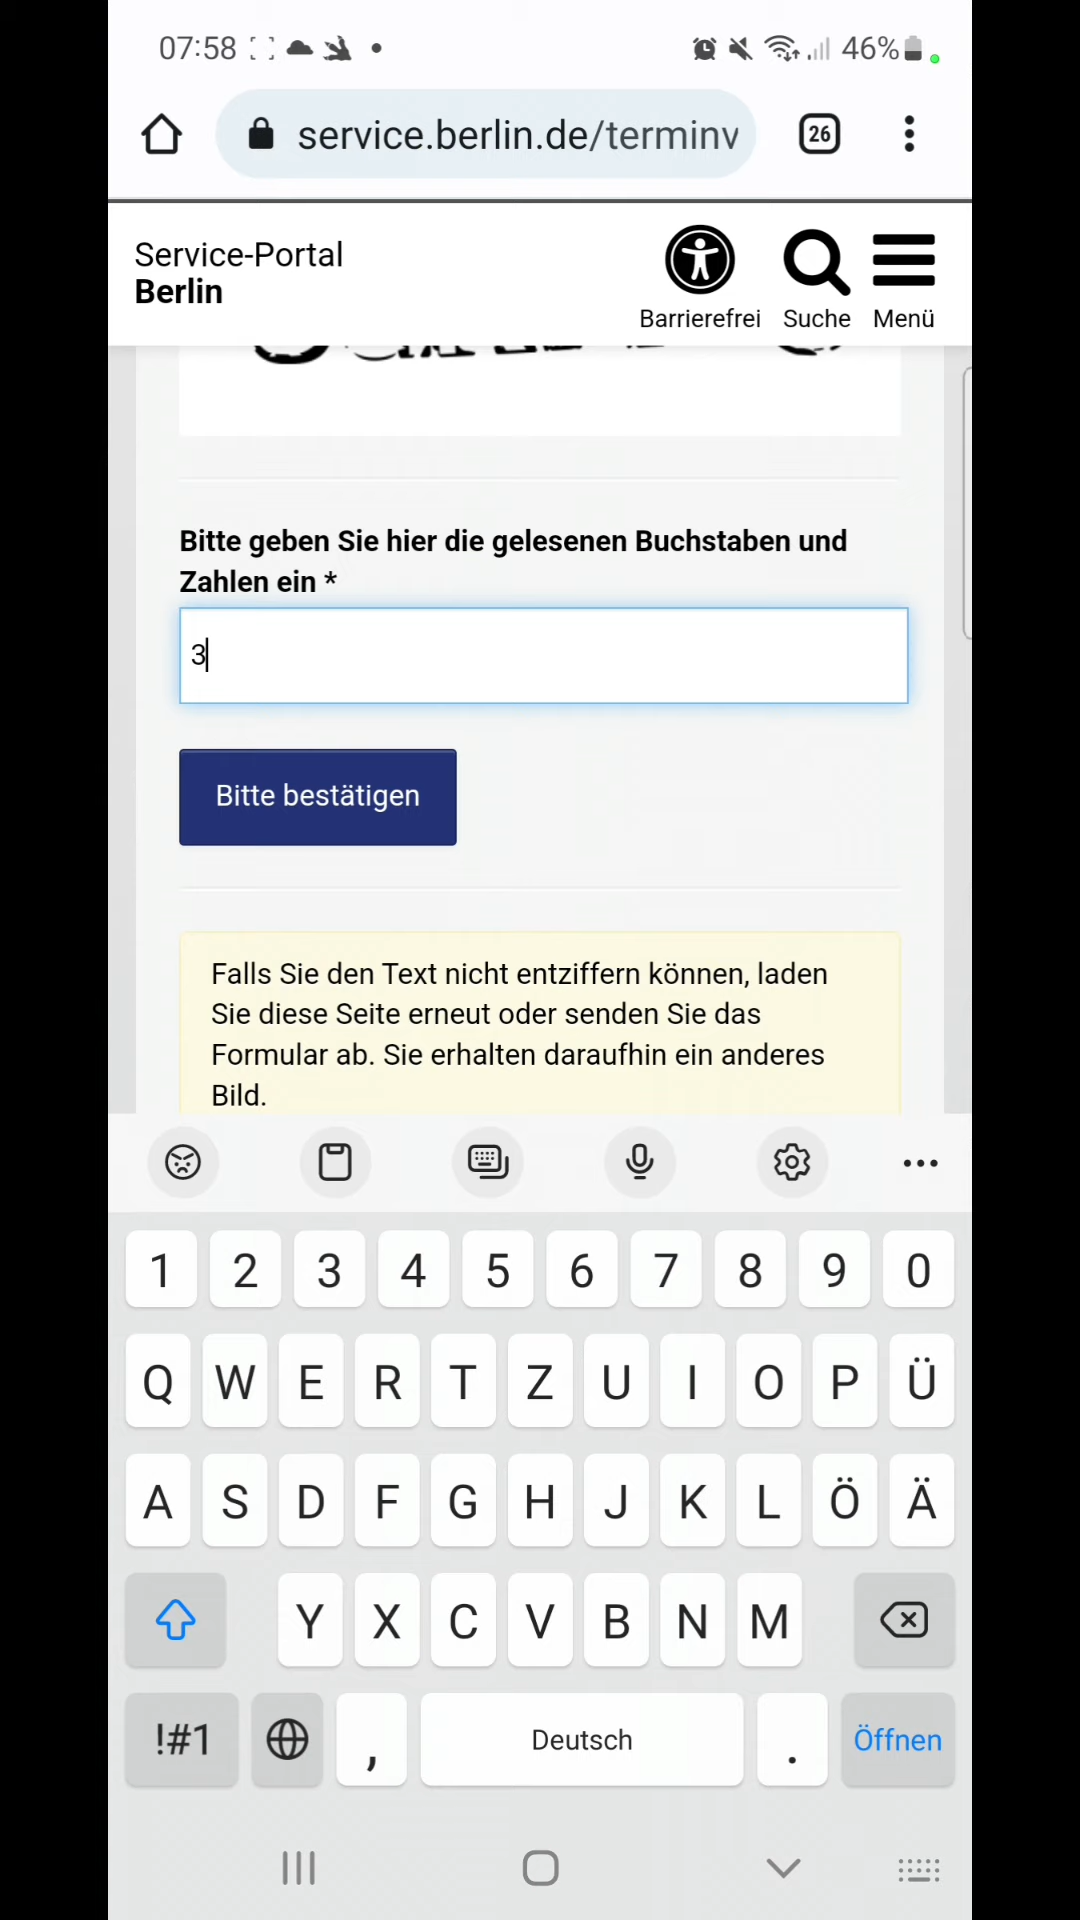 07:58
46%
service.berlin.de/terminv
26
Service-Portal
Berlin
Barrierefrei
Suche
Menü
Bitte geben Sie hier die gelesenen Buchstaben und
Zahlen ein *
3
Bitte bestätigen
Falls Sie den Text nicht entziffern können, laden
Sie diese Seite erneut oder senden Sie das
Formular ab. Sie erhalten daraufhin ein anderes
Bild.
1 2 3 4 5 6 7 8 9 0
Q W E R T Z U I O P Ü
A S D F G H J K L Ö Ä
Y X C V B N M
!#1 , Deutsch . Öffnen